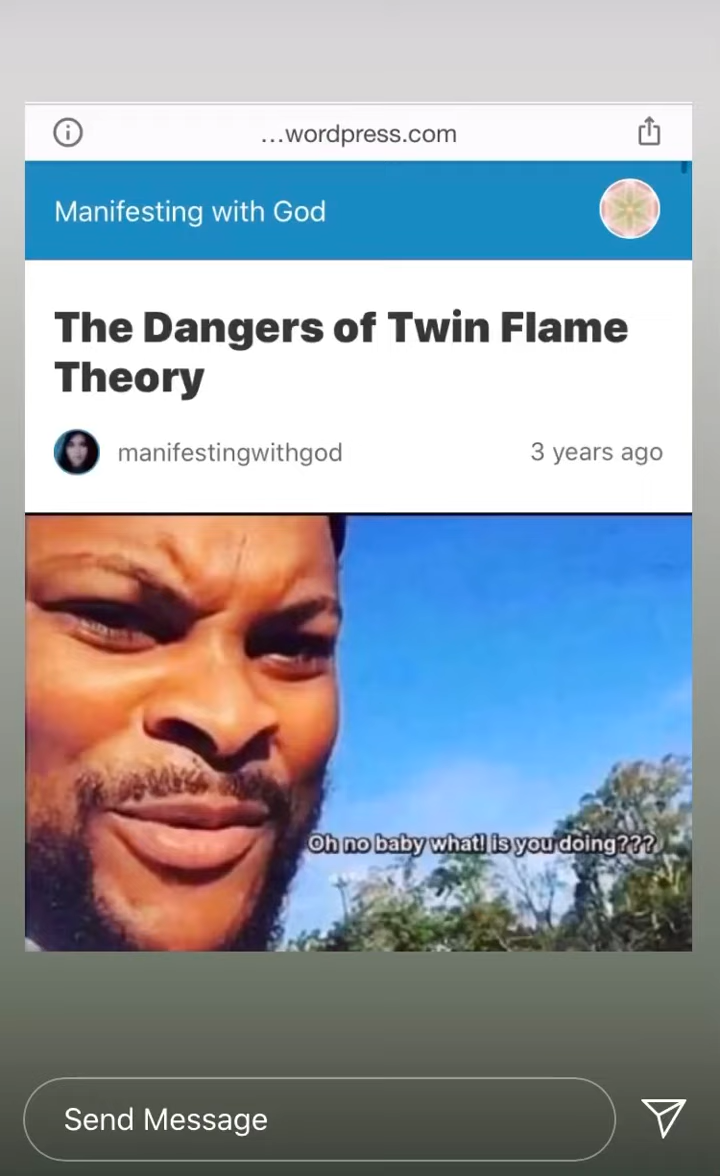 ...wordpress.com
Manifesting with God
The Dangers of Twin Flame
Theory
manifestingwithgod
3 years ago
Oh no baby what! is you doing???
Send Message